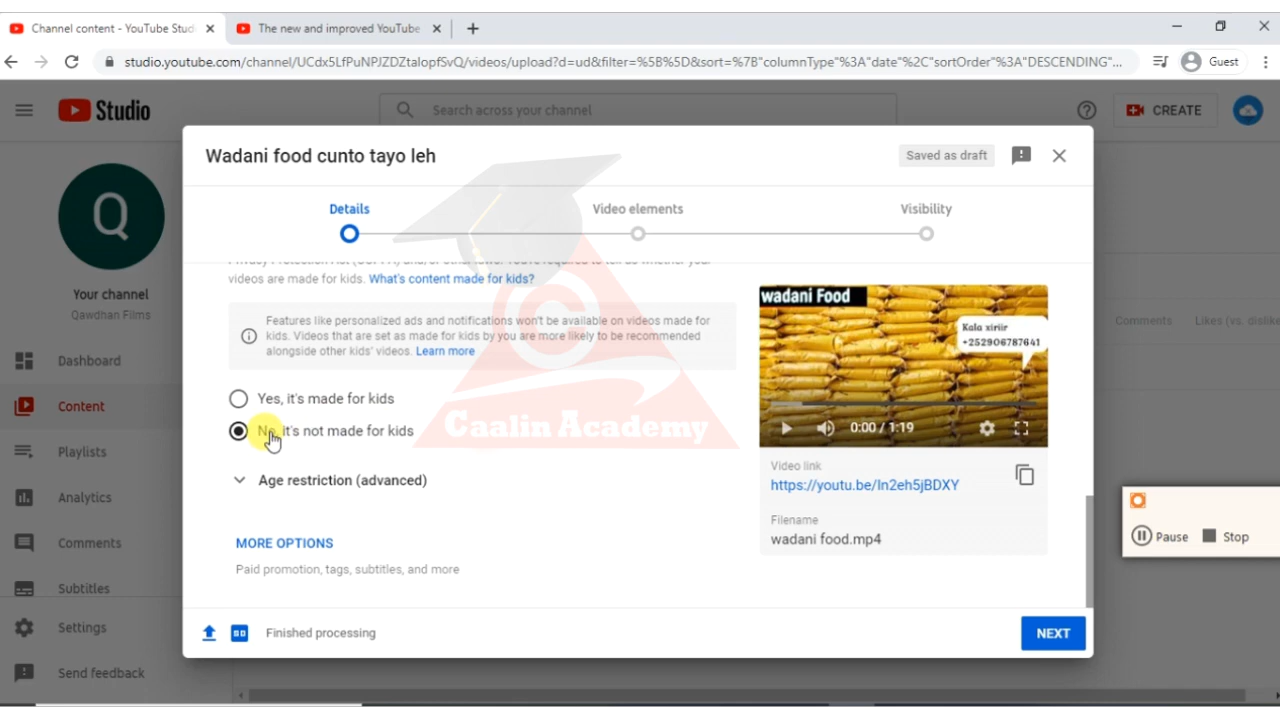 Channel content - YouTube Stud
The new and improved YouTube
studio.youtube.com/channel/UCdx5LfPuNPJZDZtaIopfSvQ/videos/upload?d=ud&filter=%5B%5D&sort=%7B"columnType"%3A"date"%2C"sortOrder"%3A"DESCENDING"...
Guest
Studio
Search across your channel
CREATE
Wadani food cunto tayo leh
Saved as draft
Details
Video elements
Visibility
videos are made for kids. What's content made for kids?
Features like personalized ads and notifications won't be available on videos made for
kids. Videos that are set as made for kids by you are more likely to be recommended
alongside other kids' videos. Learn more
Yes, it's made for kids
No, it's not made for kids
Age restriction (advanced)
MORE OPTIONS
Paid promotion, tags, subtitles, and more
Finished processing
NEXT
wadani Food
Kala xiriir
+252906787641
0:00 / 1:19
Video link
https://youtu.be/In2eh5jBDXY
Filename
wadani food.mp4
Q
Your channel
Qawdhan Films
Dashboard
Content
Playlists
Analytics
Comments
Subtitles
Settings
Send feedback
Comments
Likes (vs. dislike
Caalin Academy
Pause
Stop